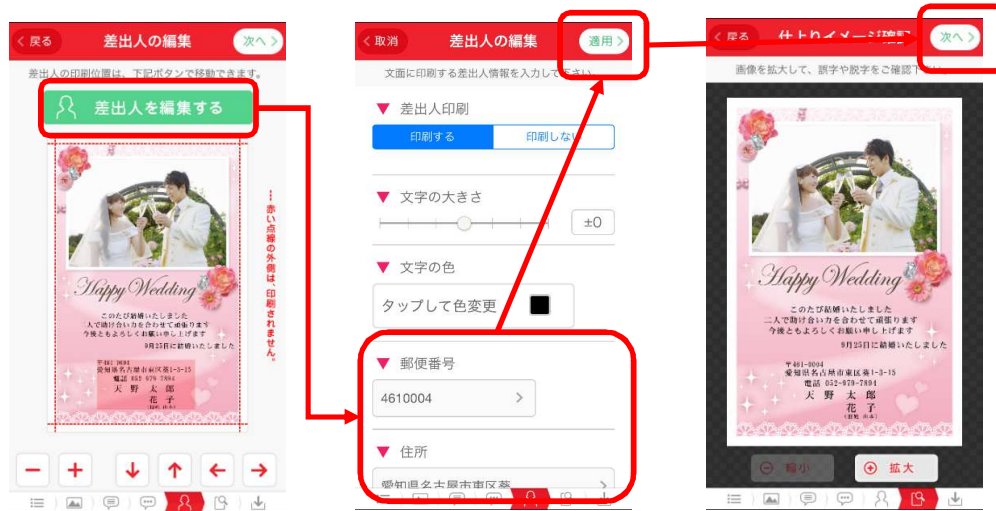 戻る
差出人の編集
次へ
差出人の印刷位置は、下記ボタンで移動できます。
差出人を編集する
赤い点線の外側は、印刷されません。
Happy Wedding
このたび結婚いたしました
二人で助け合い力を合わせて頑張ります
今後ともよろしくお願い申し上げます
9月25日に結婚いたしました
〒461-0004
愛知県名古屋市東区葵1-3-15
電話 052-979-7894
天野 太郎
花子
取消
差出人の編集
適用
文面に印刷する差出人情報を入力して下さい
▼ 差出人印刷
印刷する
印刷しない
▼ 文字の大きさ
±0
▼ 文字の色
タップして色変更
▼ 郵便番号
4610004
▼ 住所
愛知県名古屋市東区葵
戻る
仕上りイメージ確認
次へ
画像を拡大して、誤字や脱字をご確認下さい。
Happy Wedding
このたび結婚いたしました
二人で助け合い力を合わせて頑張ります
今後ともよろしくお願い申し上げます
9月25日に結婚いたしました
〒461-0004
愛知県名古屋市東区葵1-3-15
電話 052-979-7894
天野 太郎
花子
縮小
拡大